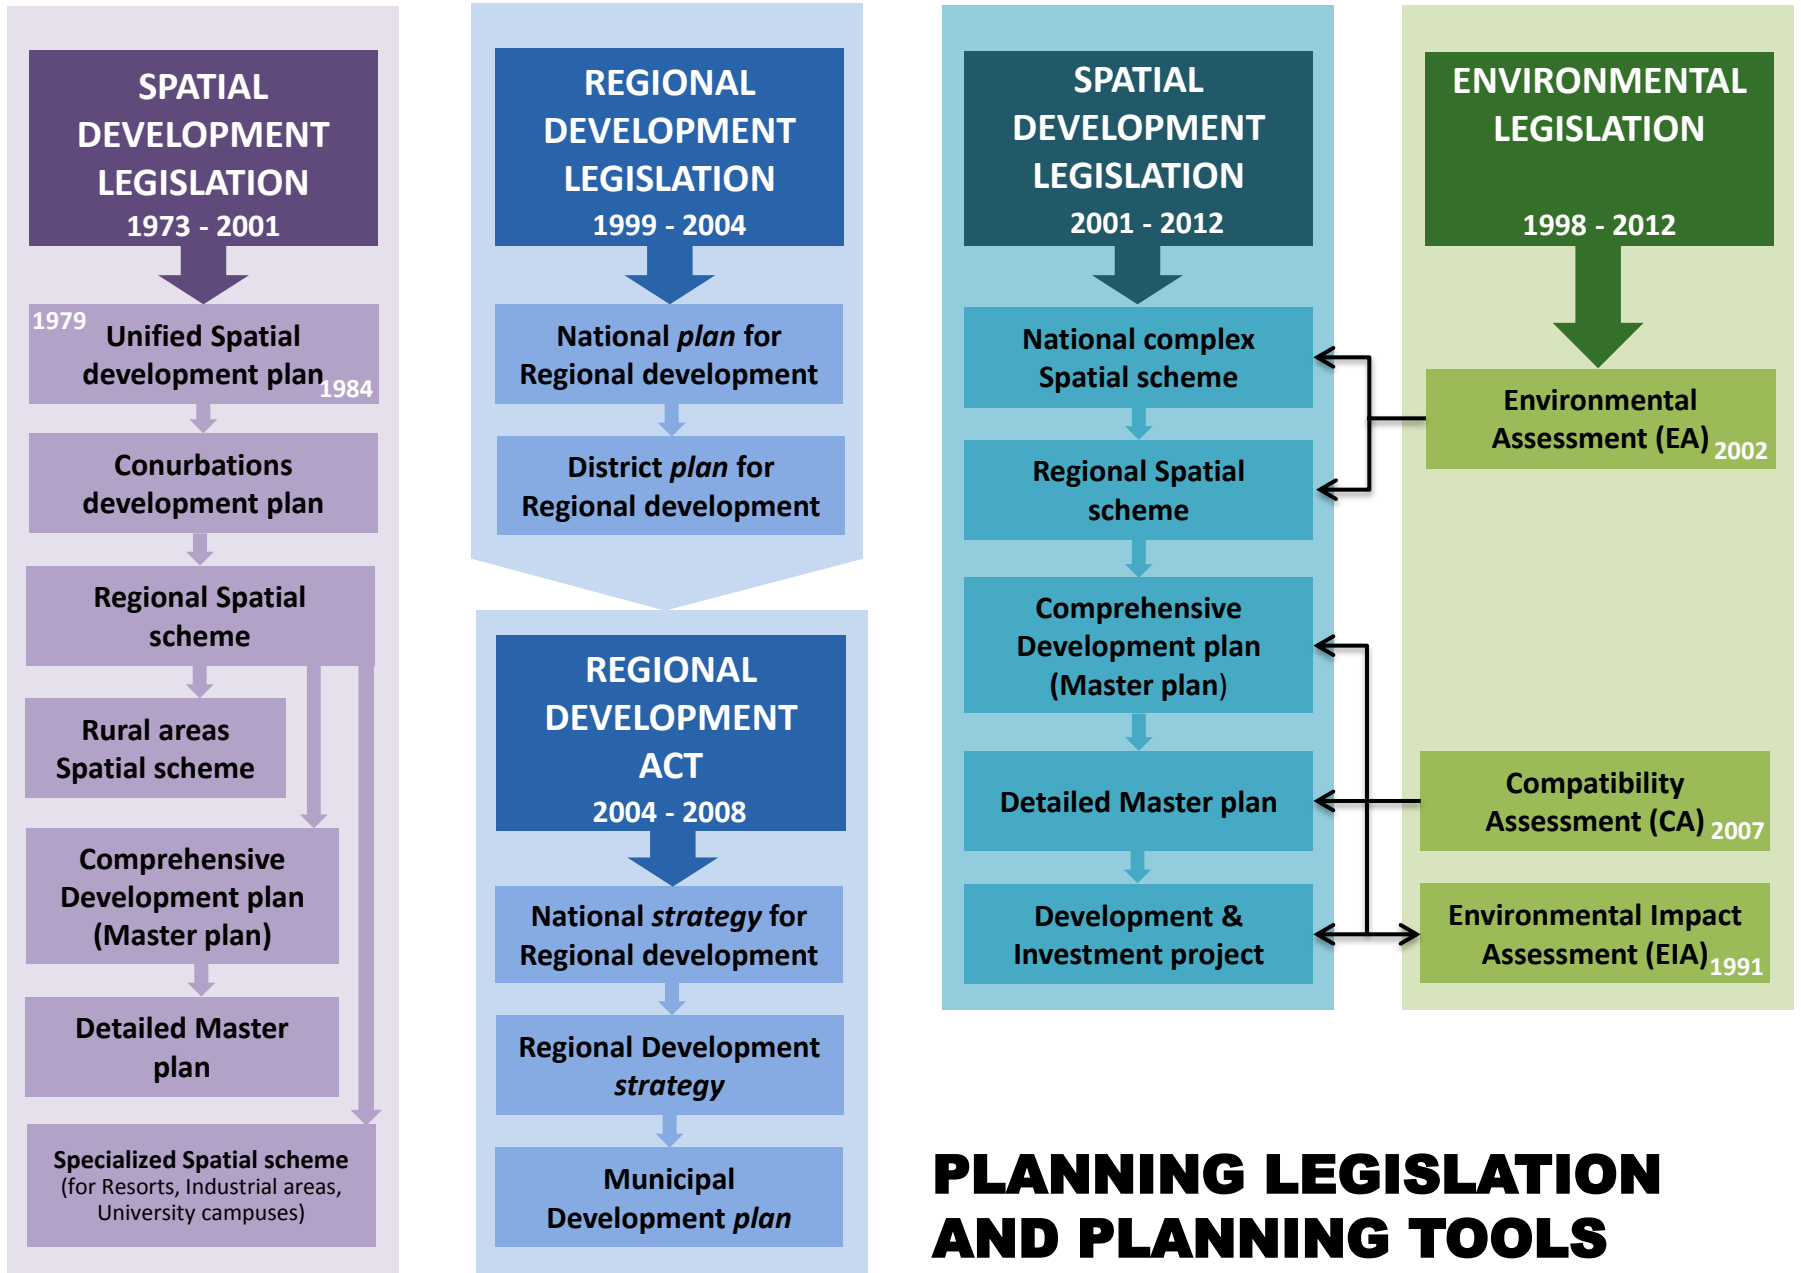 SPATIAL
DEVELOPMENT
LEGISLATION
1973 - 2001
1979
Unified Spatial
development plan
1984
Conurbations
development plan
Regional Spatial
scheme
Rural areas
Spatial scheme
Comprehensive
Development plan
(Master plan)
Detailed Master
plan
Specialized Spatial scheme
(for Resorts, Industrial areas,
University campuses)
REGIONAL
DEVELOPMENT
LEGISLATION
1999 - 2004
National plan for
Regional development
District plan for
Regional development
REGIONAL
DEVELOPMENT
ACT
2004 - 2008
National strategy for
Regional development
Regional Development
strategy
Municipal
Development plan
SPATIAL
DEVELOPMENT
LEGISLATION
2001 - 2012
National complex
Spatial scheme
Regional Spatial
scheme
Comprehensive
Development plan
(Master plan)
Detailed Master plan
Development &
Investment project
ENVIRONMENTAL
LEGISLATION
1998 - 2012
Environmental
Assessment (EA)
2002
Compatibility
Assessment (CA)
2007
Environmental Impact
Assessment (EIA)
1991
PLANNING LEGISLATION
AND PLANNING TOOLS